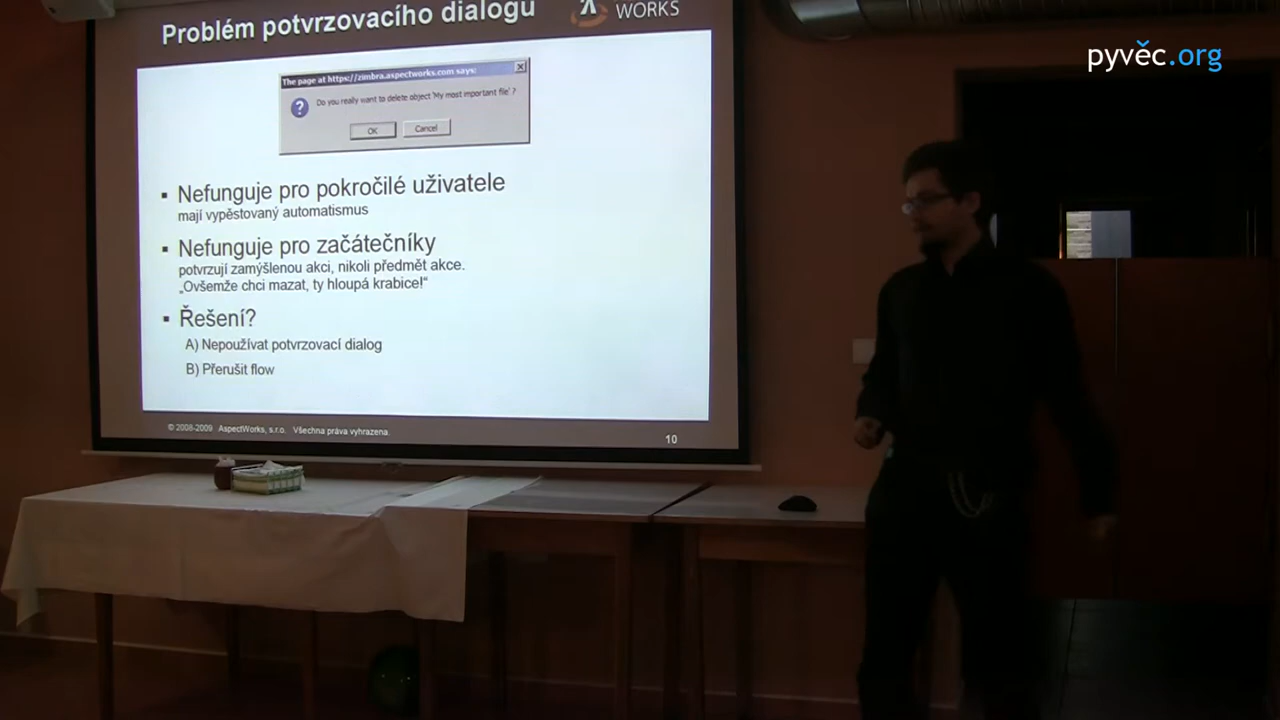 Problém potvrzovacího dialogu
WORKS
pyvěc.org
The page at https://zimbra.aspectworks.com says:
Do you really want to delete object 'My most important file' ?
OK
Cancel
Nefunguje pro pokročilé uživatele
mají vypěstovaný automatismus
Nefunguje pro začátečníky
potvrzují zamýšlenou akci, nikoli předmět akce.
„Ovšemže chci mazat, ty hloupá krabice!“
Řešení?
A) Nepoužívat potvrzovací dialog
B) Přerušit flow
© 2008-2009 AspectWorks, s.r.o. Všechna práva vyhrazena.
10